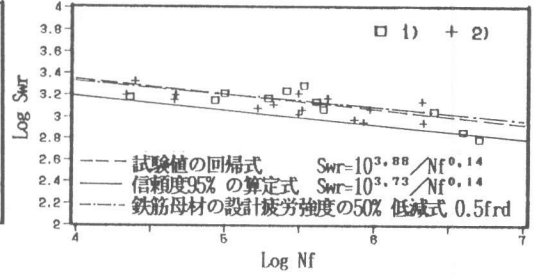 4
3.8
3.6
3.4
3.2
3
2.8
2.6
2.4
2.2
2
Log Swr
1) 2)
試験値の回帰式 Swr=10^3.88/Nf^0.14
信頼度95% の算定式 Swr=10^3.73/Nf^0.14
鉄筋母材の設計疲労強度の50% 低減式 0.5frd
4 5 6 7
Log Nf